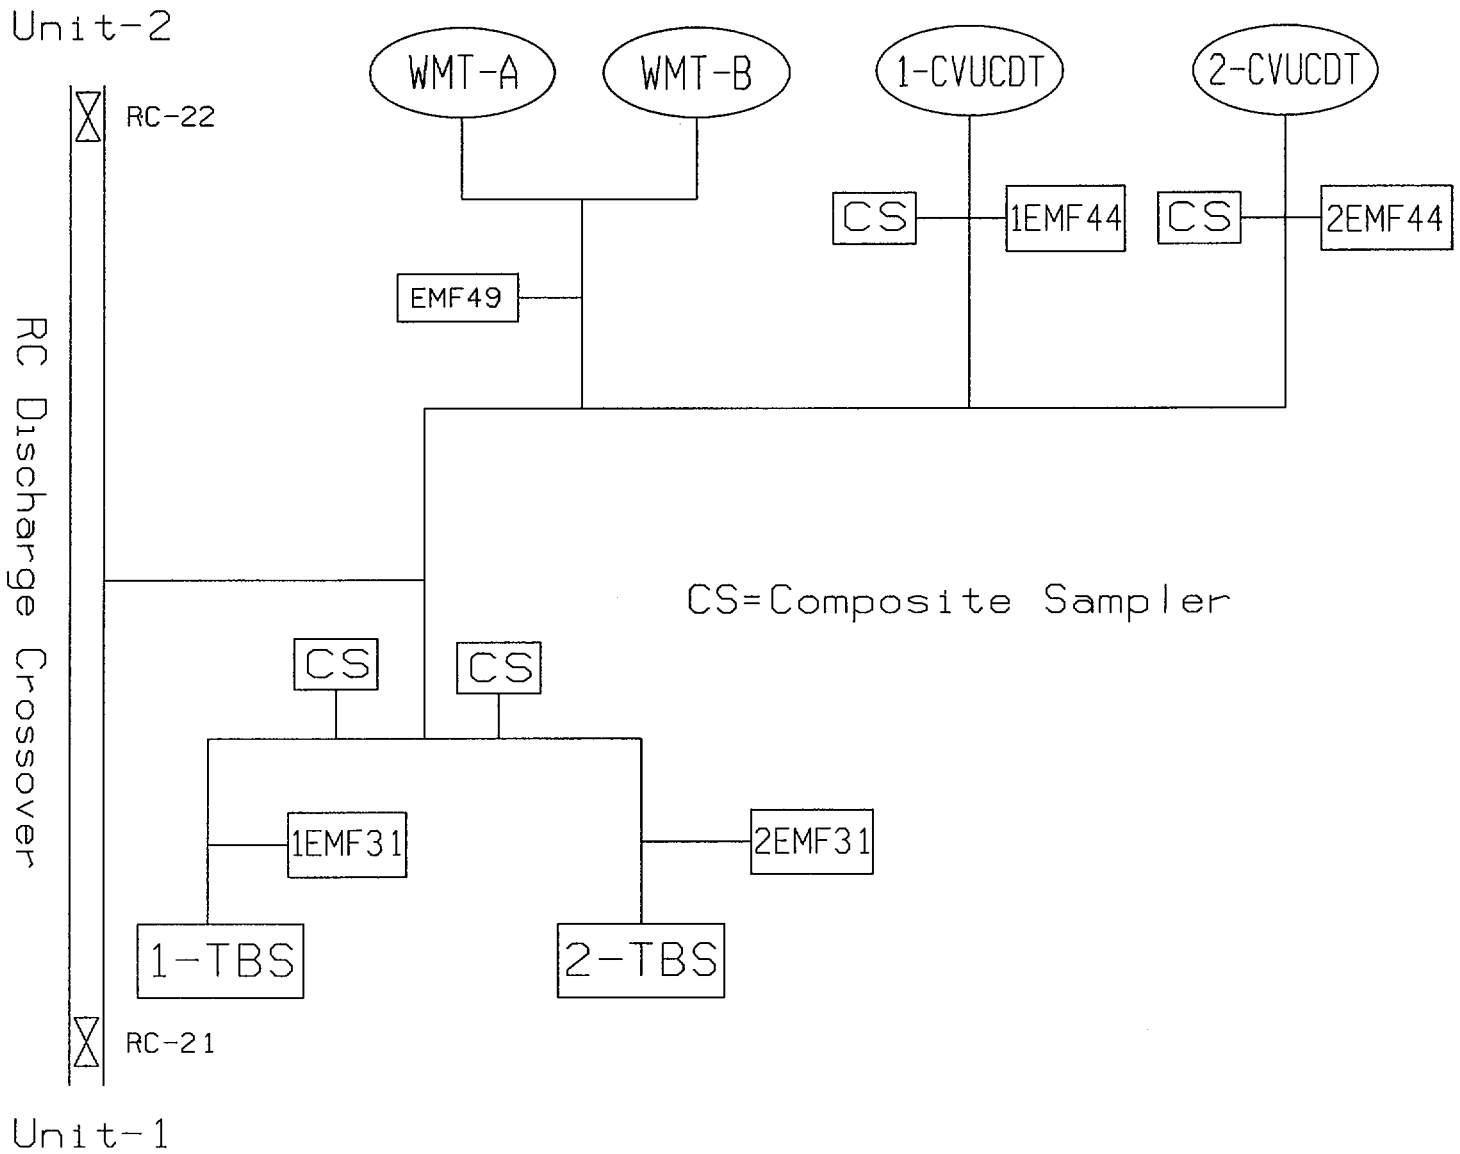 Unit-2
WMT-A
WMT-B
1-CVUCDT
2-CVUCDT
RC-22
CS
1EMF44
CS
2EMF44
EMF49
RC Discharge Crossover
CS=Composite Sampler
CS
CS
1EMF31
2EMF31
1-TBS
2-TBS
RC-21
Unit-1